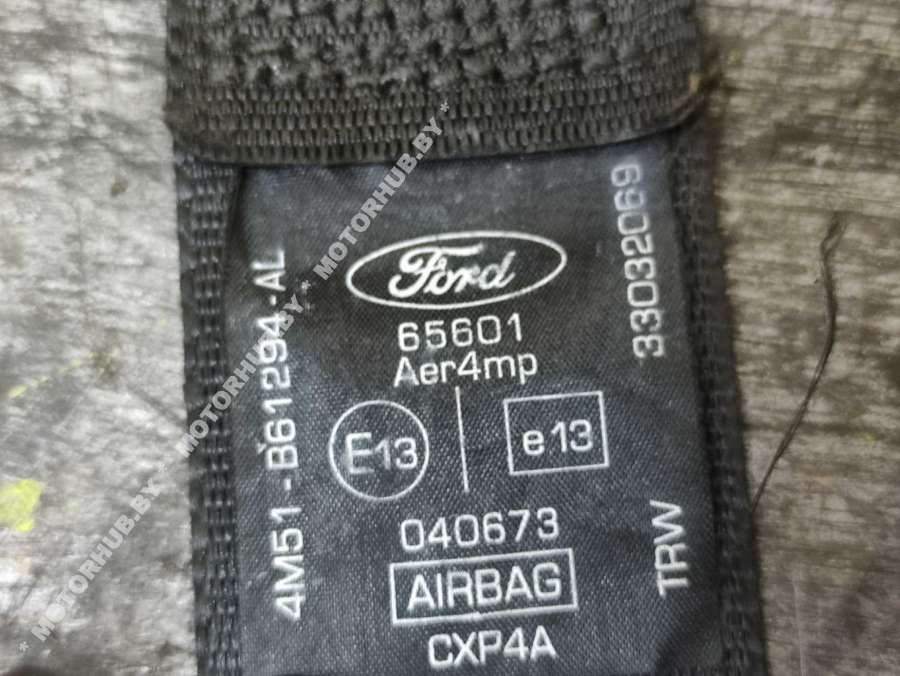 Ford
65601
Aer4mp
E13
e13
040673
AIRBAG
CXP4A
4M51-B61294-AL
33032069
TRW
* MOTORHUB.BY * MOTORHUB.BY * MOTORHUB.BY *